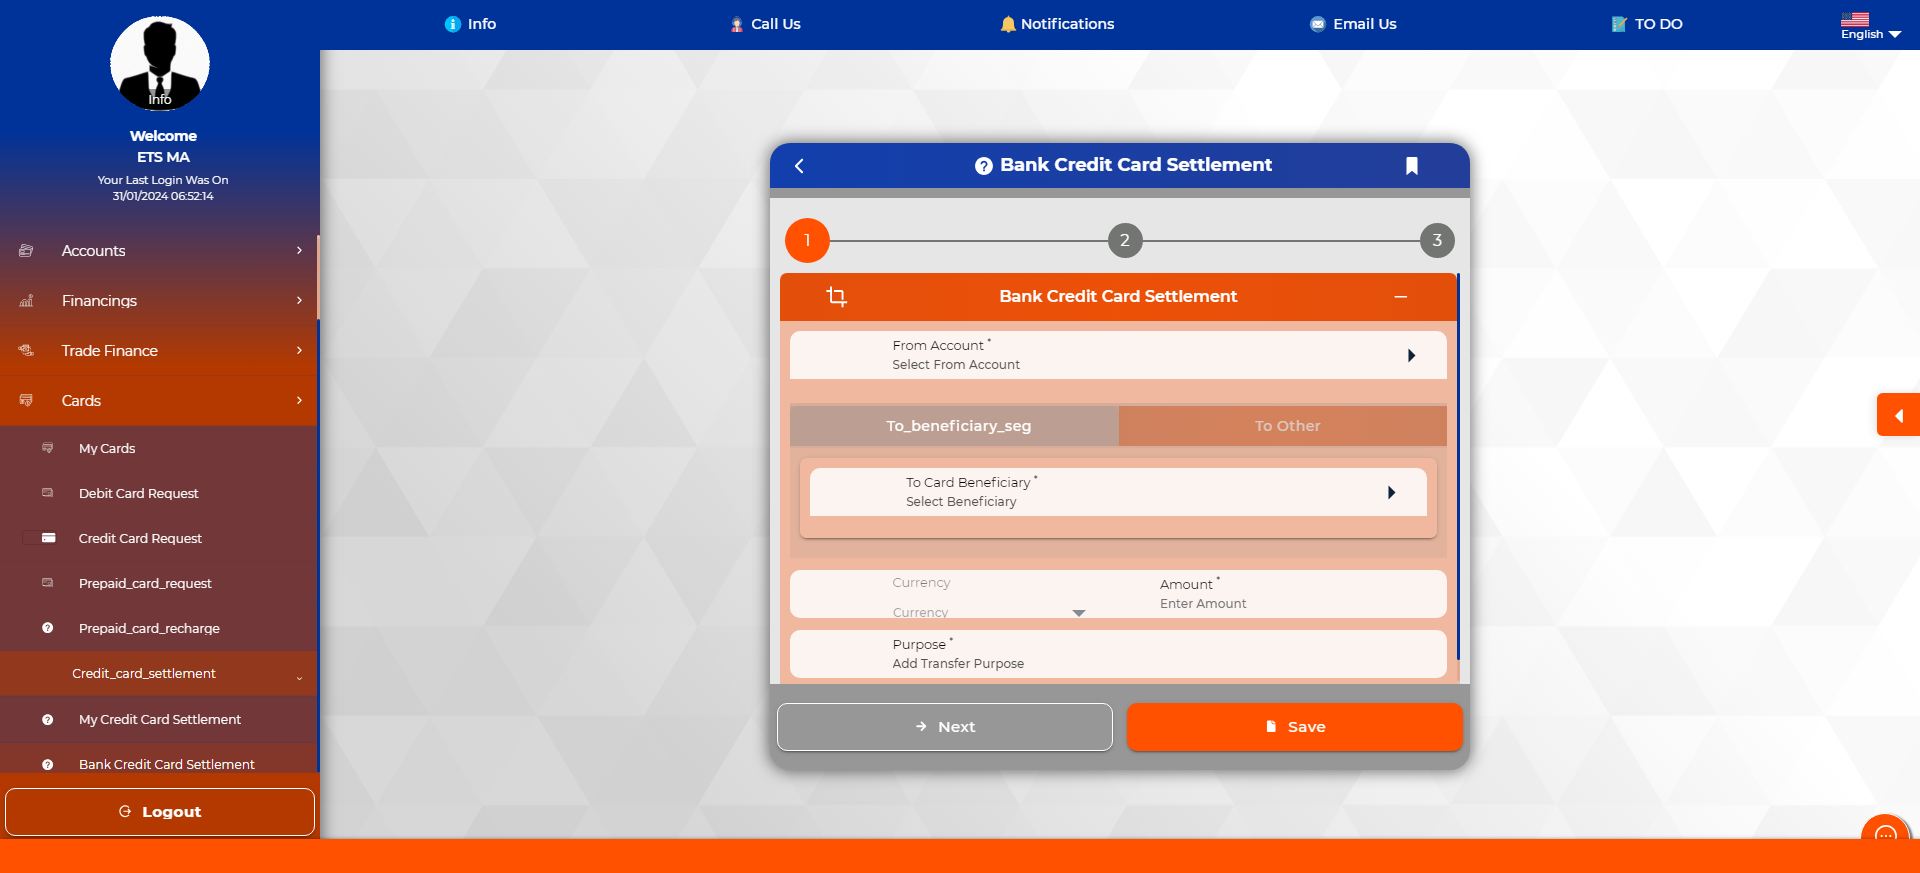 Info
Call Us
Notifications
Email Us
TO DO
English
Info
Welcome
ETS MA
Your Last Login Was On
31/01/2024 06:52:14
Accounts
Financings
Trade Finance
Cards
My Cards
Debit Card Request
Credit Card Request
Prepaid_card_request
Prepaid_card_recharge
Credit_card_settlement
My Credit Card Settlement
Bank Credit Card Settlement
Logout
Bank Credit Card Settlement
1
2
3
Bank Credit Card Settlement
From Account *
Select From Account
To_beneficiary_seg
To Other
To Card Beneficiary *
Select Beneficiary
Currency
Currency
Amount *
Enter Amount
Purpose *
Add Transfer Purpose
Next
Save